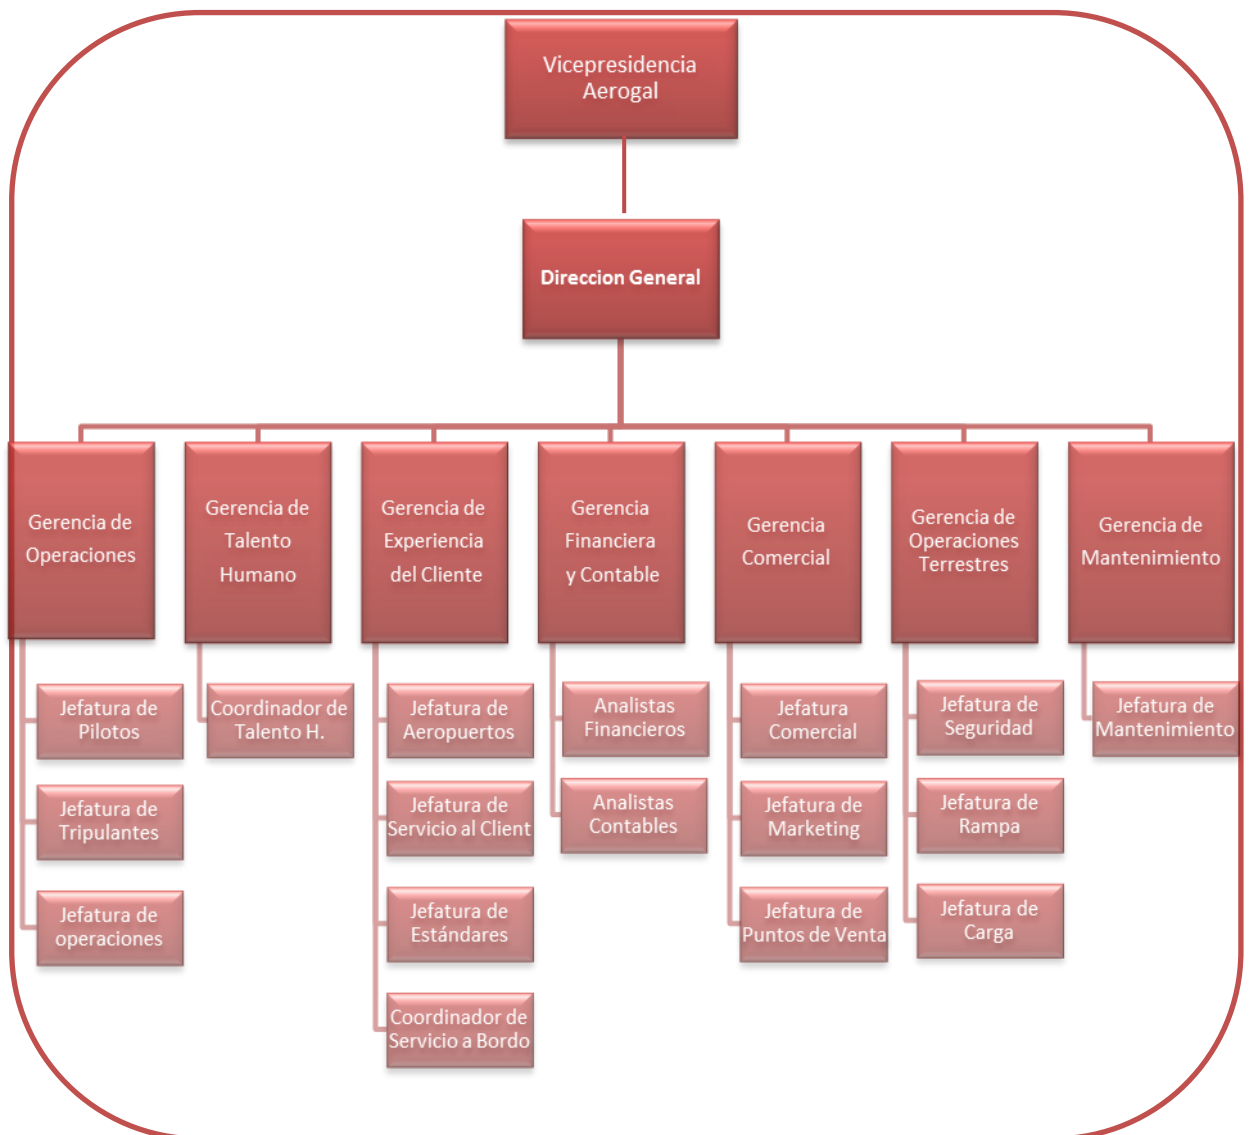 Vicepresidencia
Aerogal
Direccion General
Gerencia de
Operaciones
Gerencia de
Talento
Humano
Gerencia de
Experiencia
del Cliente
Gerencia
Financiera
y Contable
Gerencia
Comercial
Gerencia de
Operaciones
Terrestres
Gerencia de
Mantenimiento
Jefatura de
Pilotos
Jefatura de
Tripulantes
Jefatura de
operaciones
Coordinador de
Talento H.
Jefatura de
Aeropuertos
Jefatura de
Servicio al Client
Jefatura de
Estándares
Coordinador de
Servicio a Bordo
Analistas
Financieros
Analistas
Contables
Jefatura
Comercial
Jefatura de
Marketing
Jefatura de
Puntos de Venta
Jefatura de
Seguridad
Jefatura de
Rampa
Jefatura de
Carga
Jefatura de
Mantenimiento